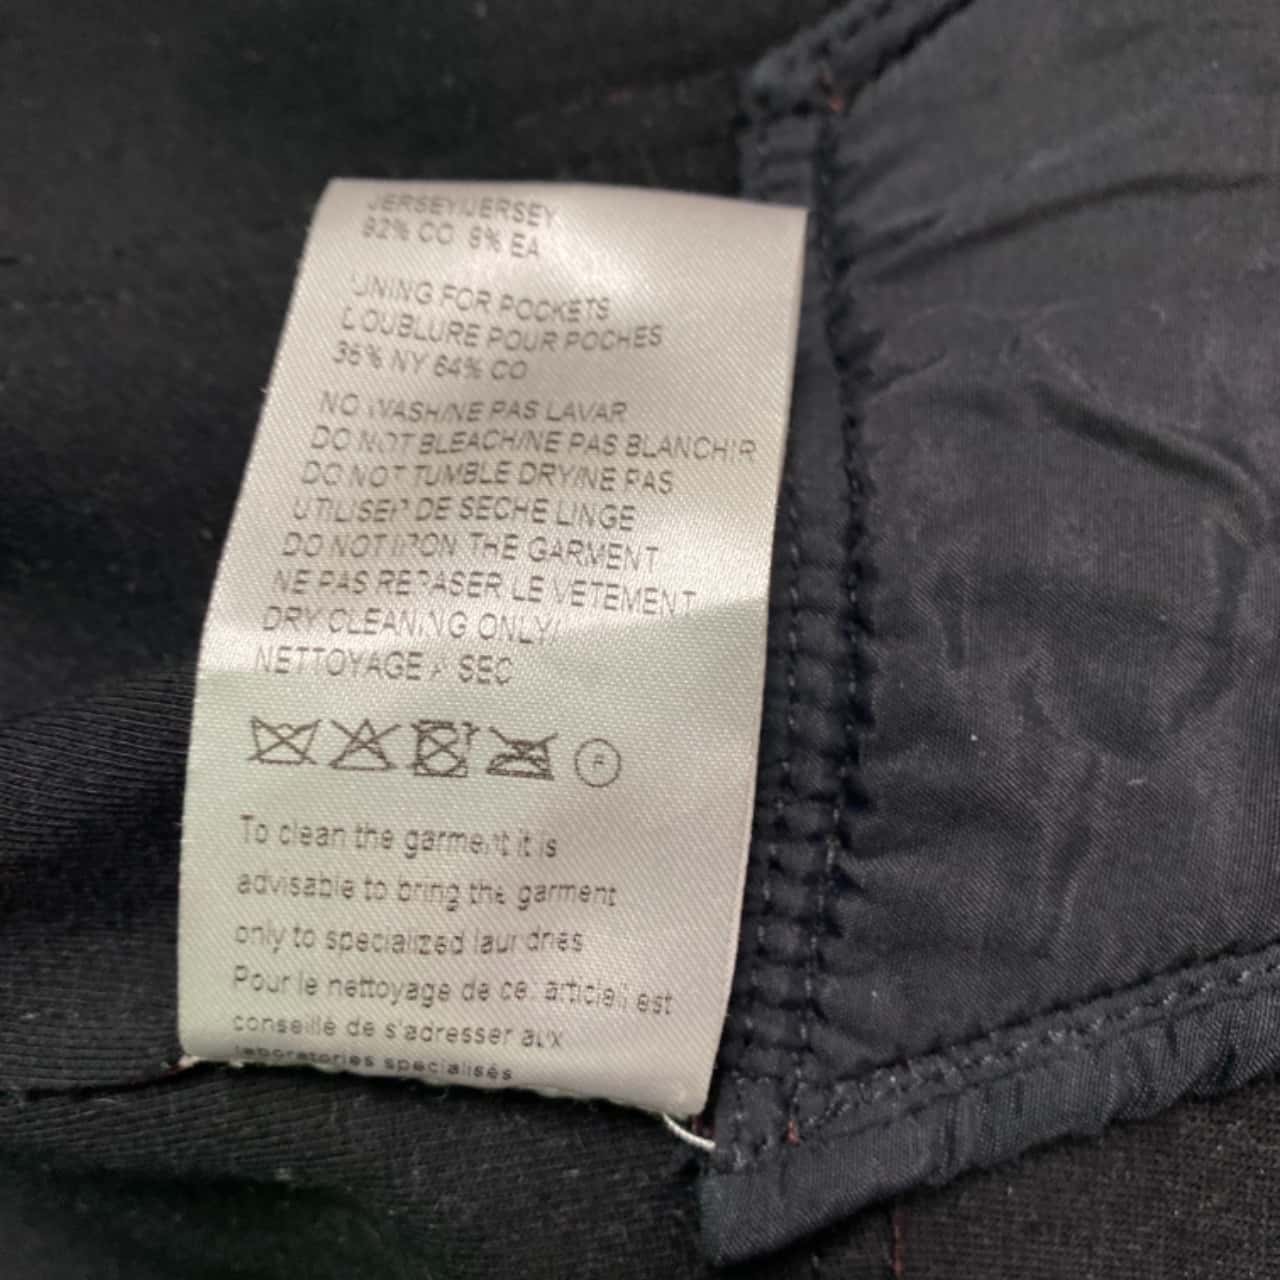 JERSEY/JERSEY
92% CO 8% EA
LINING FOR POCKETS
DOUBLURE POUR POCHES
36% NY 64% CO
NO WASH/NE PAS LAVAR
DO NOT BLEACH/NE PAS BLANCHIR
DO NOT TUMBLE DRY/NE PAS
UTILISER DE SECHE LINGE
DO NOT IRON THE GARMENT
NE PAS REPASER LE VETEMENT
DRY CLEANING ONLY/
NETTOYAGE A SEC
F
To clean the garment it is
advisable to bring the garment
only to specialized laundries
Pour le nettoyage de cet article il est
conseillè de s'adresser aux
laboratories specialisés